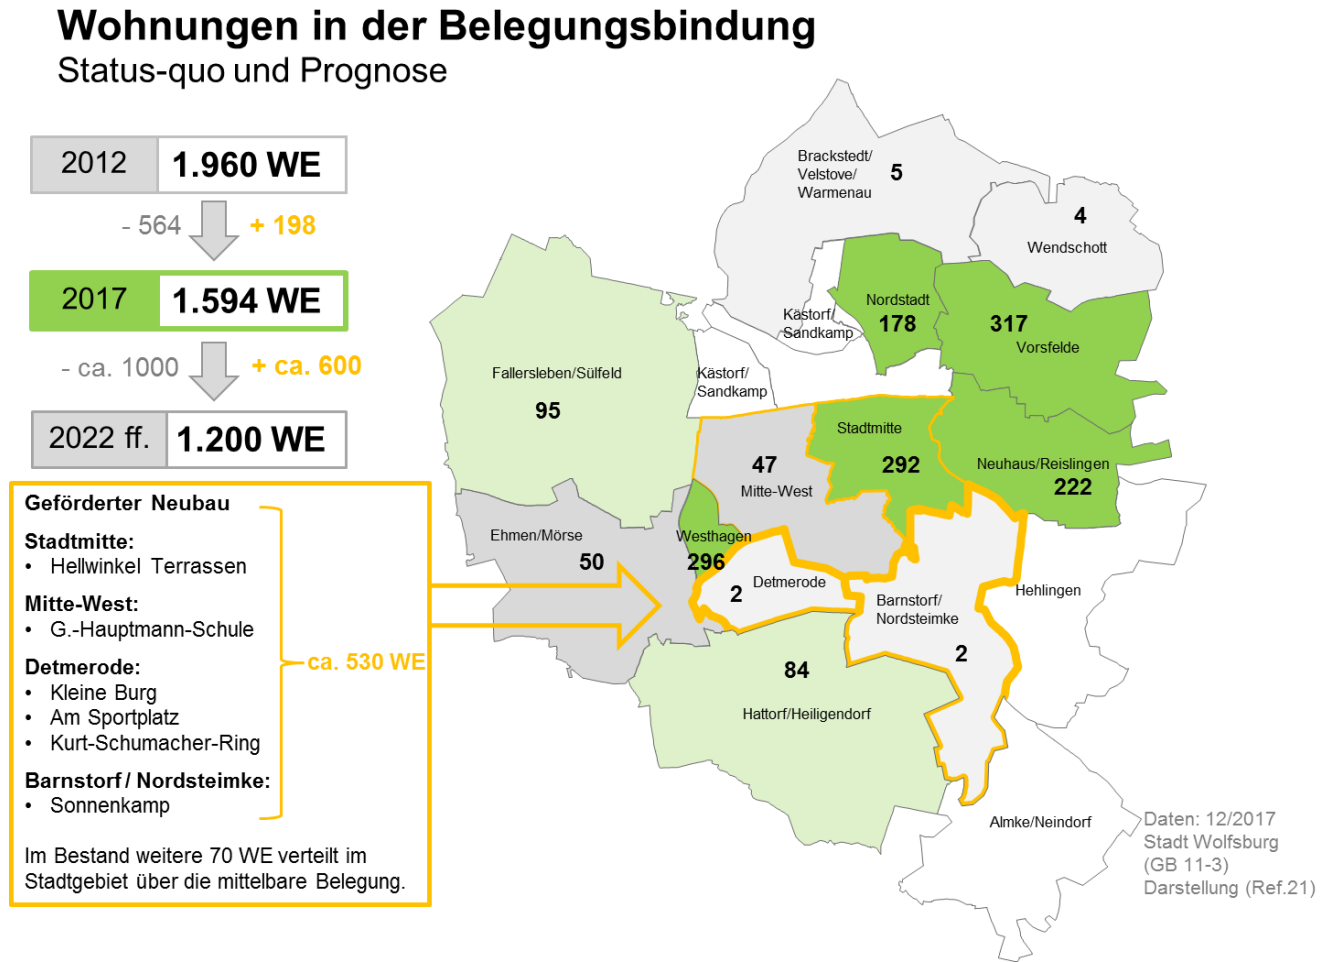 Wohnungen in der Belegungsbindung
Status-quo und Prognose
2012 1.960 WE
- 564 + 198
2017 1.594 WE
- ca. 1000 + ca. 600
2022 ff. 1.200 WE
Geförderter Neubau
Stadtmitte:
• Hellwinkel Terrassen
Mitte-West:
• G.-Hauptmann-Schule
Detmerode:
• Kleine Burg
• Am Sportplatz
• Kurt-Schumacher-Ring
Barnstorf / Nordsteimke:
• Sonnenkamp
ca. 530 WE
Im Bestand weitere 70 WE verteilt im
Stadtgebiet über die mittelbare Belegung.
Brackstedt/
Velstove/
Warmenau
5
4
Wendschott
Nordstadt
178
317
Vorsfelde
Kästorf/
Sandkamp
Kästorf/
Sandkamp
Fallersleben/Sülfeld
95
Stadtmitte
292
47
Mitte-West
Neuhaus/Reislingen
222
Ehmen/Mörse
50
Westhagen
296
2
Detmerode
Barnstorf/
Nordsteimke
2
Hehlingen
84
Hattorf/Heiligendorf
Almke/Neindorf
Daten: 12/2017
Stadt Wolfsburg
(GB 11-3)
Darstellung (Ref.21)